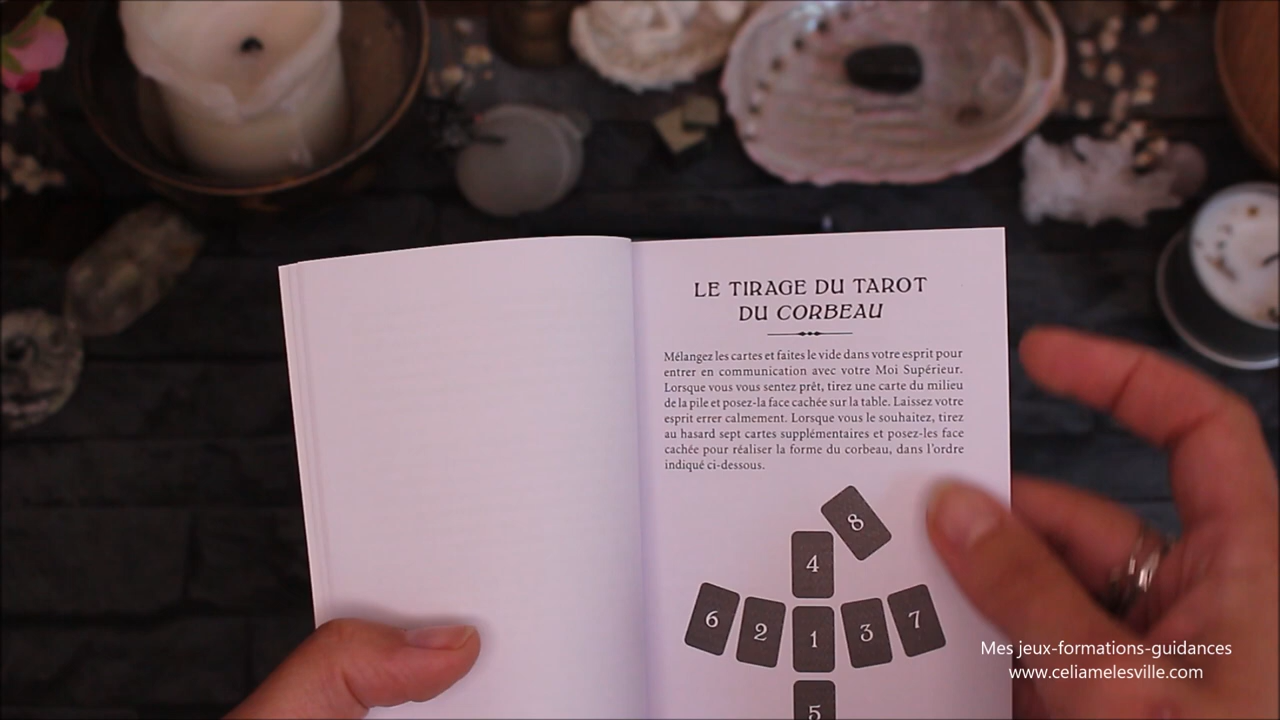 LE TIRAGE DU TAROT
DU CORBEAU
Mélangez les cartes et faites le vide dans votre esprit pour
entrer en communication avec votre Moi Supérieur.
Lorsque vous vous sentez prêt, tirez une carte du milieu
de la pile et posez-la face cachée sur la table. Laissez votre
esprit errer calmement. Lorsque vous le souhaitez, tirez
au hasard sept cartes supplémentaires et posez-les face
cachée pour réaliser la forme du corbeau, dans l'ordre
indiqué ci-dessous.
8
4
6 2 1 3 7
5
Mes jeux-formations-guidances
www.celiamelesville.com